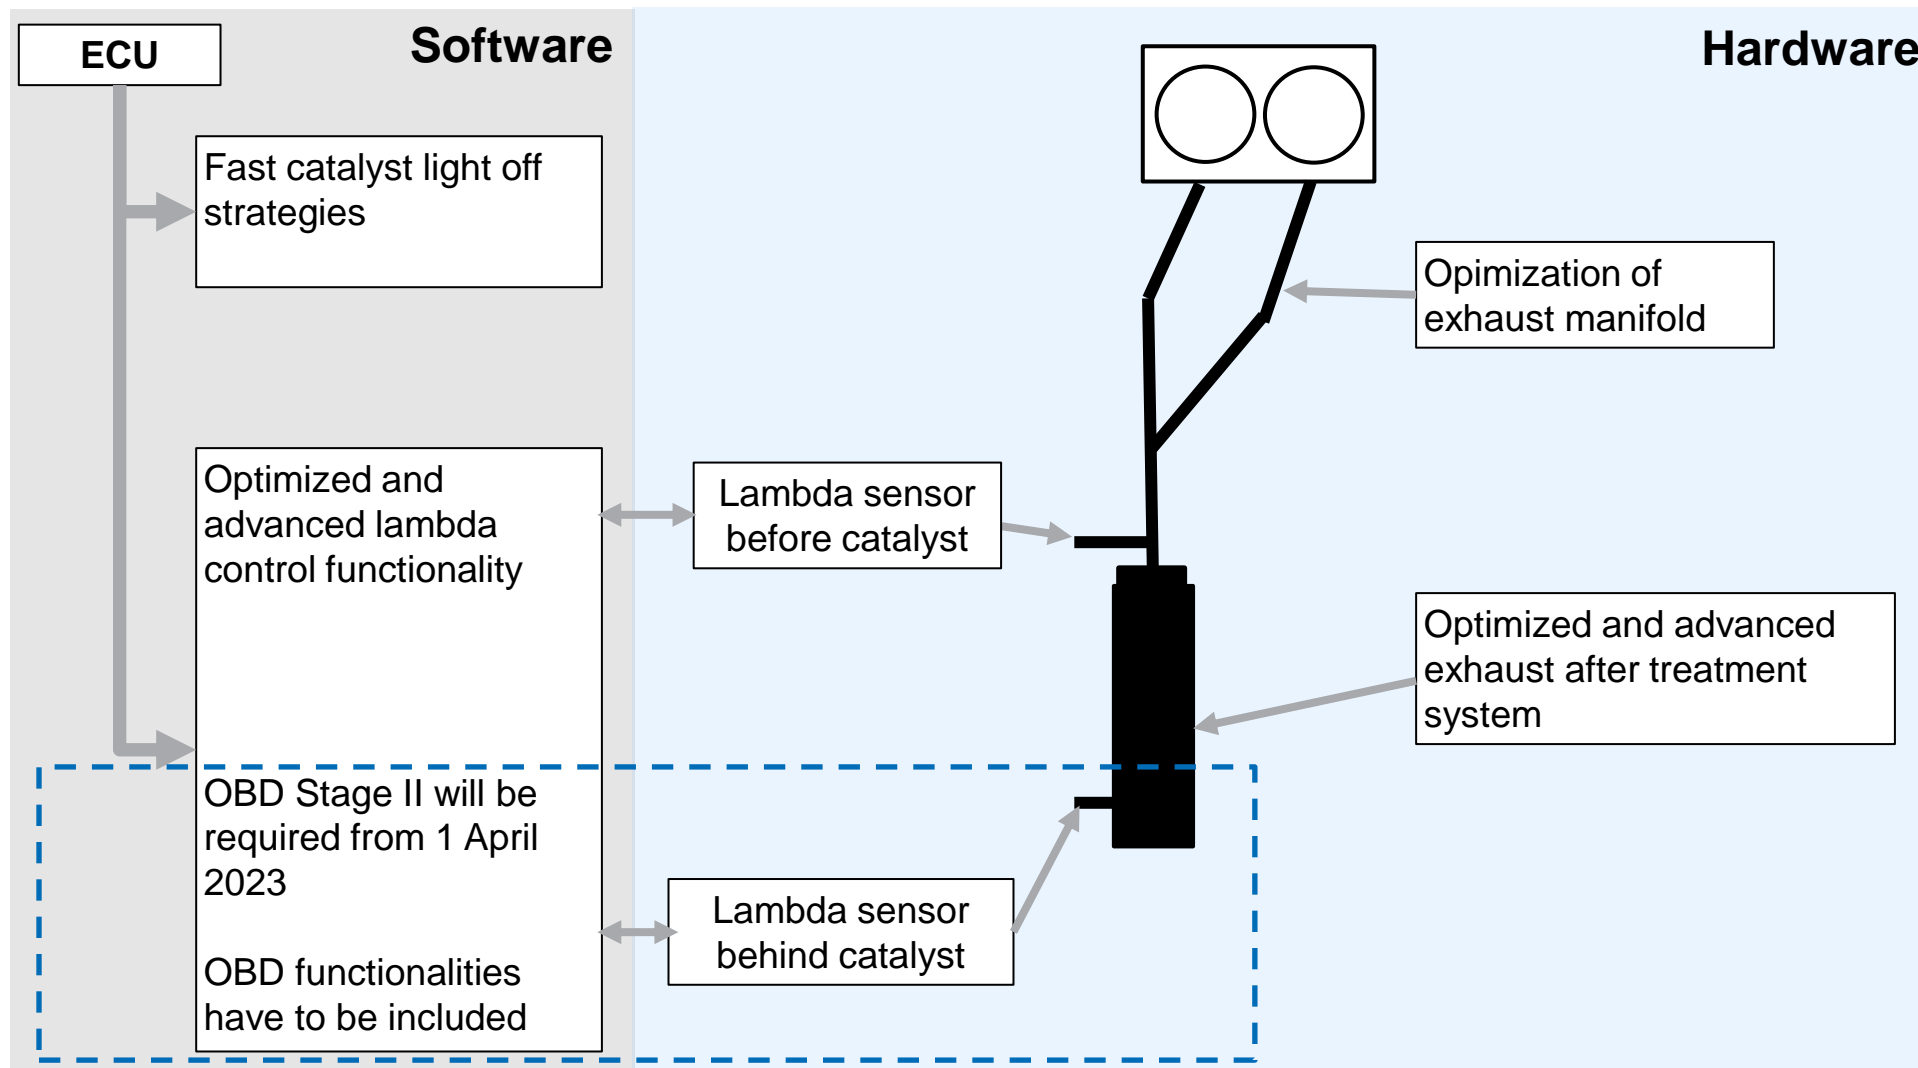 ECU
Software
Hardware
Fast catalyst light off
strategies
Opimization of
exhaust manifold
Optimized and
advanced lambda
control functionality
Lambda sensor
before catalyst
Optimized and advanced
exhaust after treatment
system
OBD Stage II will be
required from 1 April
2023
Lambda sensor
behind catalyst
OBD functionalities
have to be included